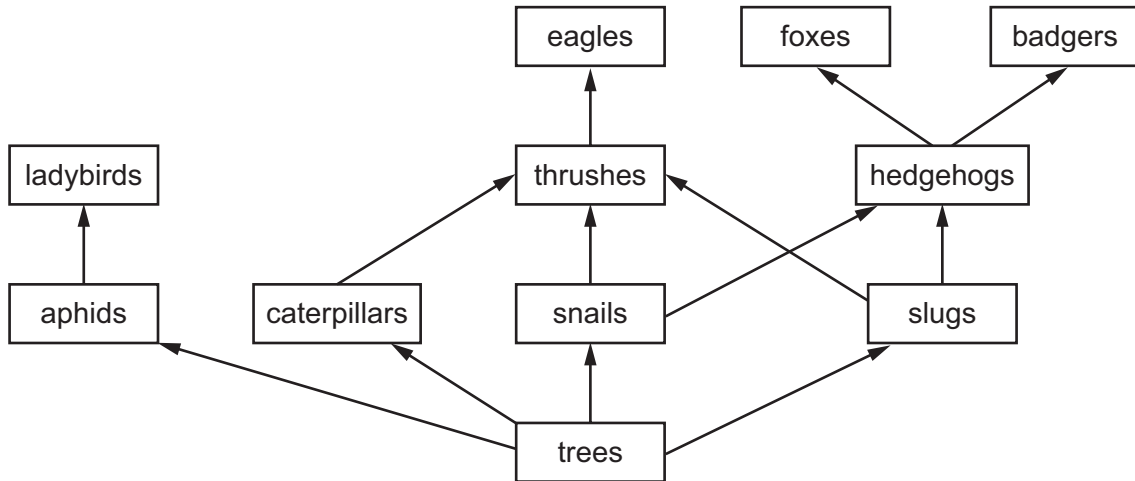 eagles
foxes
badgers
ladybirds
thrushes
hedgehogs
aphids
caterpillars
snails
slugs
trees